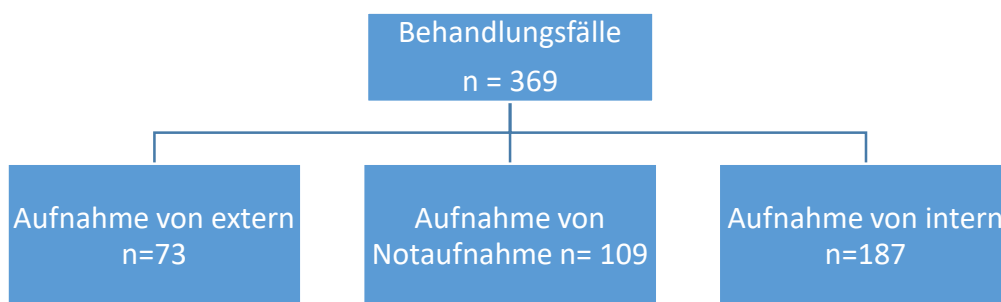 Behandlungsfälle
n = 369
Aufnahme von extern
n=73
Aufnahme von
Notaufnahme n= 109
Aufnahme von intern
n=187